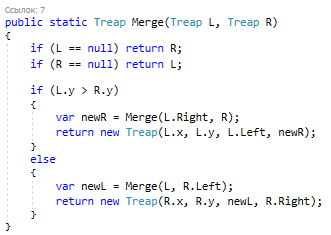 Ссылок: 7
public static Treap Merge(Treap L, Treap R)
{
    if (L == null) return R;
    if (R == null) return L;

    if (L.y > R.y)
    {
        var newR = Merge(L.Right, R);
        return new Treap(L.x, L.y, L.Left, newR);
    }
    else
    {
        var newL = Merge(L, R.Left);
        return new Treap(R.x, R.y, newL, R.Right);
    }
}